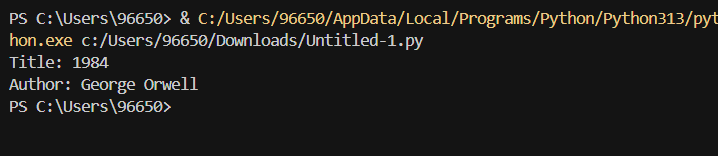 PS C:\Users\96650> & C:/Users/96650/AppData/Local/Programs/Python/Python313/pyt
hon.exe c:/Users/96650/Downloads/Untitled-1.py
Title: 1984
Author: George Orwell
PS C:\Users\96650>